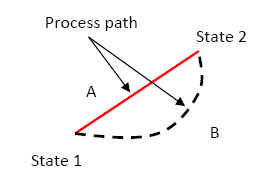 Process path
State 2
A
B
State 1